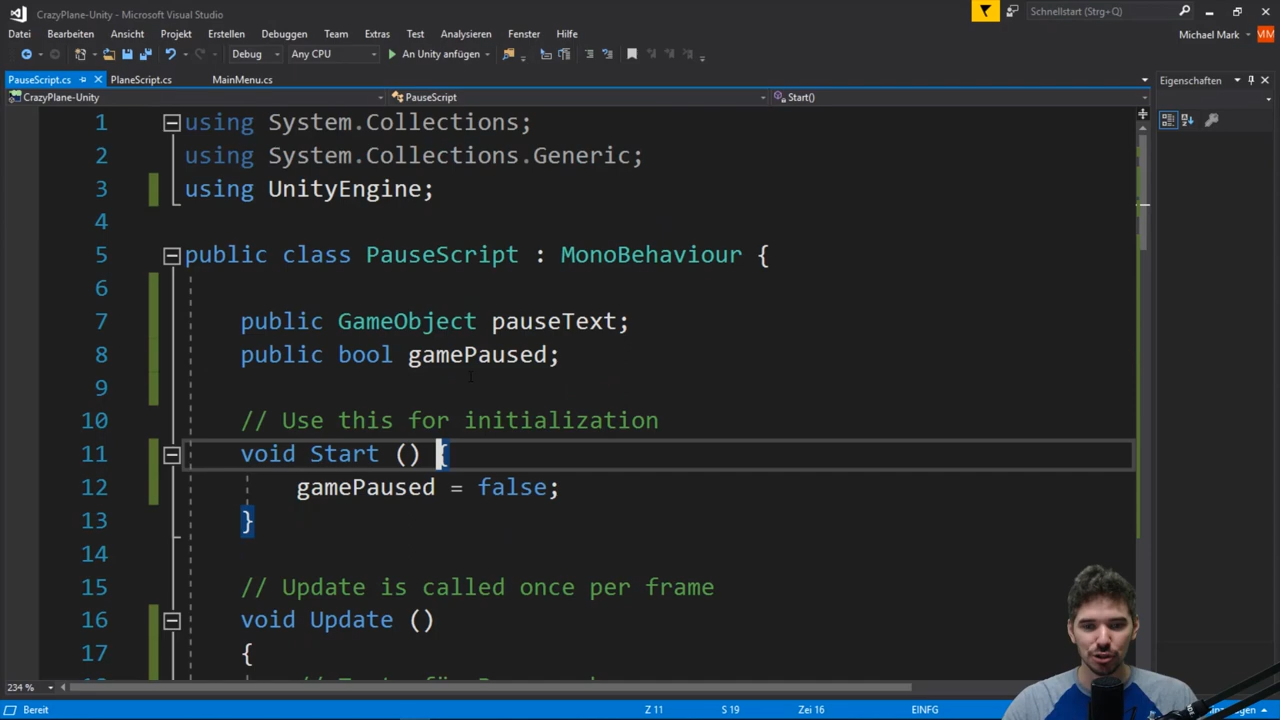 CrazyPlane-Unity - Microsoft Visual Studio
Schnellstart (Strg+Q)
Datei Bearbeiten Ansicht Projekt Erstellen Debuggen Team Extras Test Analysieren Fenster Hilfe
Michael Mark MM
Debug Any CPU An Unity anfügen
PauseScript.cs PlaneScript.cs MainMenu.cs
Eigenschaften
CrazyPlane-Unity PauseScript Start()
1 using System.Collections;
2 using System.Collections.Generic;
3 using UnityEngine;
4
5 public class PauseScript : MonoBehaviour {
6
7 public GameObject pauseText;
8 public bool gamePaused;
9
10 // Use this for initialization
11 void Start () {
12 gamePaused = false;
13 }
14
15 // Update is called once per frame
16 void Update ()
17 {
234 %
Bereit Z 11 S 19 Zei 16 EINFG